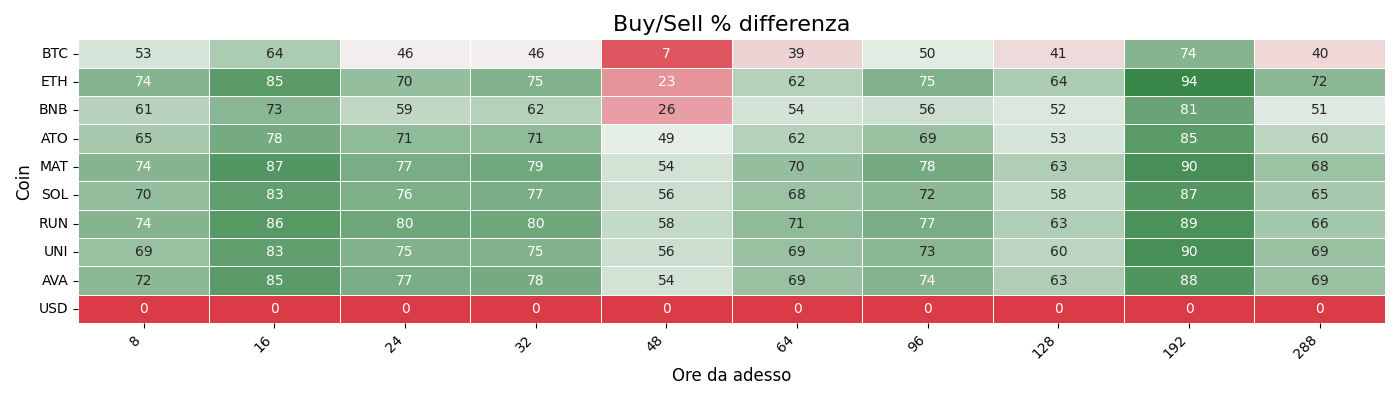 Buy/Sell % differenza
Coin
BTC 53 64 46 46 7 39 50 41 74 40
ETH 74 85 70 75 23 62 75 64 94 72
BNB 61 73 59 62 26 54 56 52 81 51
ATO 65 78 71 71 49 62 69 53 85 60
MAT 74 87 77 79 54 70 78 63 90 68
SOL 70 83 76 77 56 68 72 58 87 65
RUN 74 86 80 80 58 71 77 63 89 66
UNI 69 83 75 75 56 69 73 60 90 69
AVA 72 85 77 78 54 69 74 63 88 69
USD 0 0 0 0 0 0 0 0 0 0
8 16 24 32 48 64 96 128 192 288
Ore da adesso